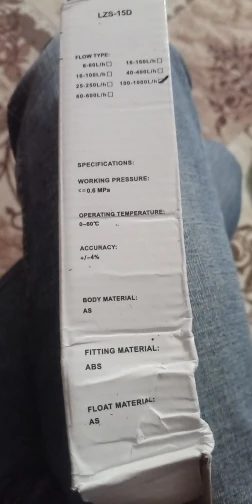 LZS-15D
FLOW TYPE:
6-60L/h☐ 16-160L/h☐
10-100L/h☐ 40-400L/h☐
25-250L/h☐ 100-1000L/h☑
60-600L/h☐
SPECIFICATIONS:
WORKING PRESSURE:
<=0.6 MPa
OPERATING TEMPERATURE:
0~60℃
ACCURACY:
+/-4%
BODY MATERIAL:
AS
FITTING MATERIAL:
ABS
FLOAT MATERIAL:
AS